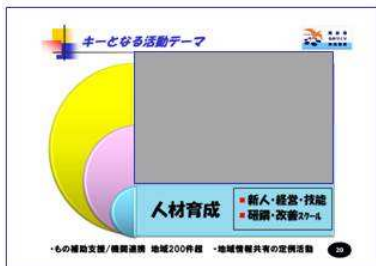 キーとなる活動テーマ
人材育成
新人・経営・技能
研鑽・改善スクール
・もの補助支援/機関連携 地域200件超 ・地域情報共有の定例活動
20